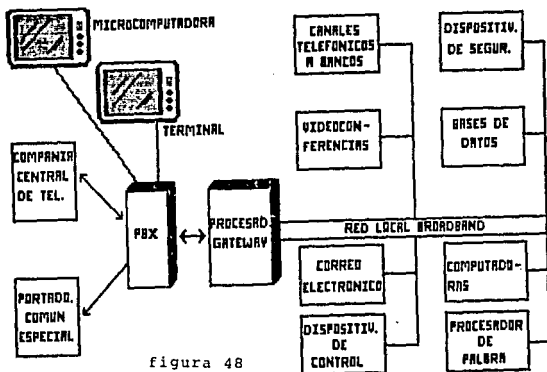 MICROCOMPUTADORA
TERMINAL
COMPANIA
CENTRAL
DE TEL.
PORTADO.
COMUN
ESPECIAL
PBX
PROCESAD.
GATEWAY
CANALES
TELEFONICOS
A BANCOS
DISPOSITIV.
DE SEGUR.
VIDEOCON-
FERENCIAS
BASES DE
DATOS
RED LOCAL BROADBAND
CORREO
ELECTRONICO
COMPUTADO-
RAS
DISPOSITIV.
DE
CONTROL
PROCESADOR
DE
PALBRA
figura 48